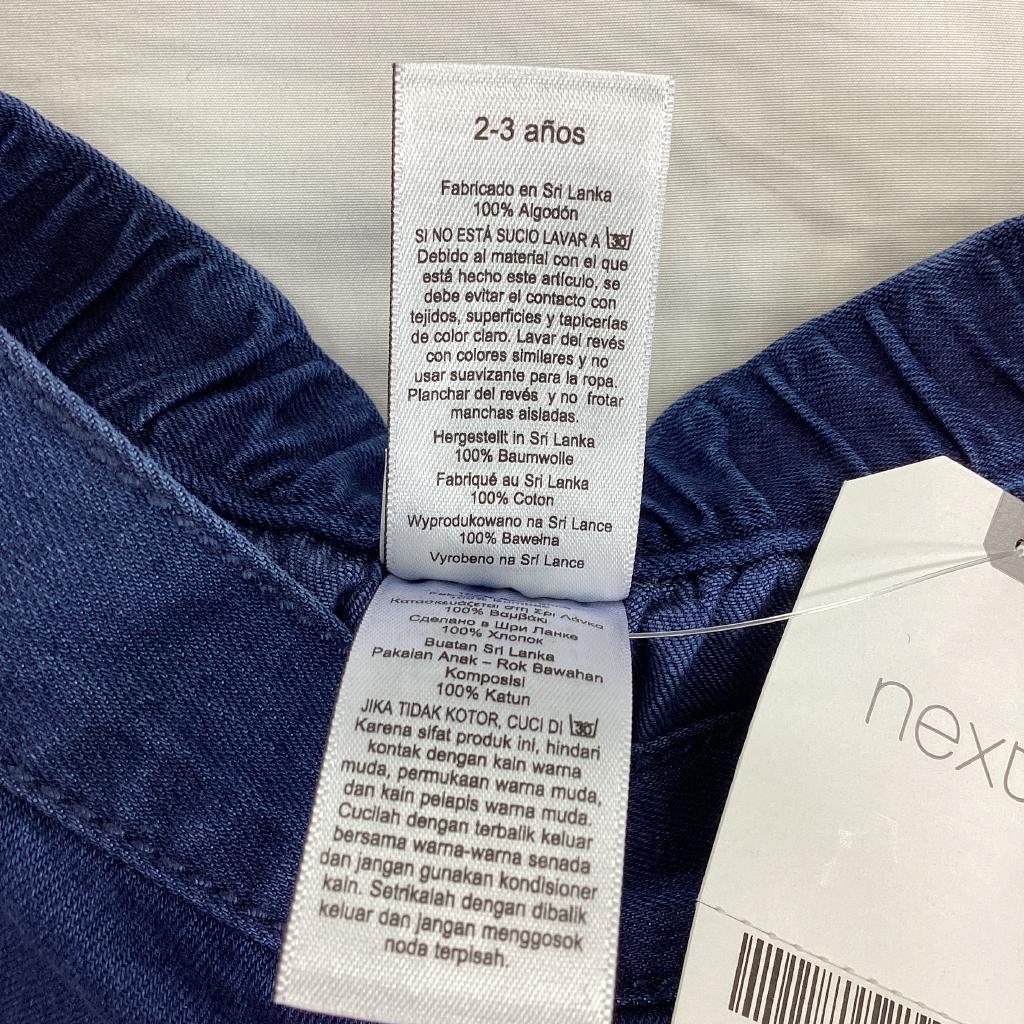 2-3 años
Fabricado en Sri Lanka
100% Algodón
SI NO ESTÁ SUCIO LAVAR A 30
Debido al material con el que
está hecho este artículo, se
debe evitar el contacto con
tejidos, superficies y tapicerías
de color claro. Lavar del revés
con colores similares y no
usar suavizante para la ropa.
Planchar del revés y no frotar
manchas aisladas.
Hergestellt in Sri Lanka
100% Baumwolle
Fabriqué au Sri Lanka
100% Coton
Wyprodukowano na Sri Lance
100% Bawełna
Vyrobeno na Srí Lance
Κατασκευάζεται στη Σρι Λάνκα
100% Βαμβάκι
Сделано в Шри Ланке
100% Хлопок
Buatan Sri Lanka
Pakaian Anak – Rok Bawahan
Komposisi
100% Katun
JIKA TIDAK KOTOR, CUCI DI 30
Karena sifat produk ini, hindari
kontak dengan kain warna
muda, permukaan warna muda,
dan kain pelapis warna muda.
Cucilah dengan terbalik keluar
bersama warna-warna senada
dan jangan gunakan kondisioner
kain. Setrikalah dengan dibalik
keluar dan jangan menggosok
noda terpisah.
next